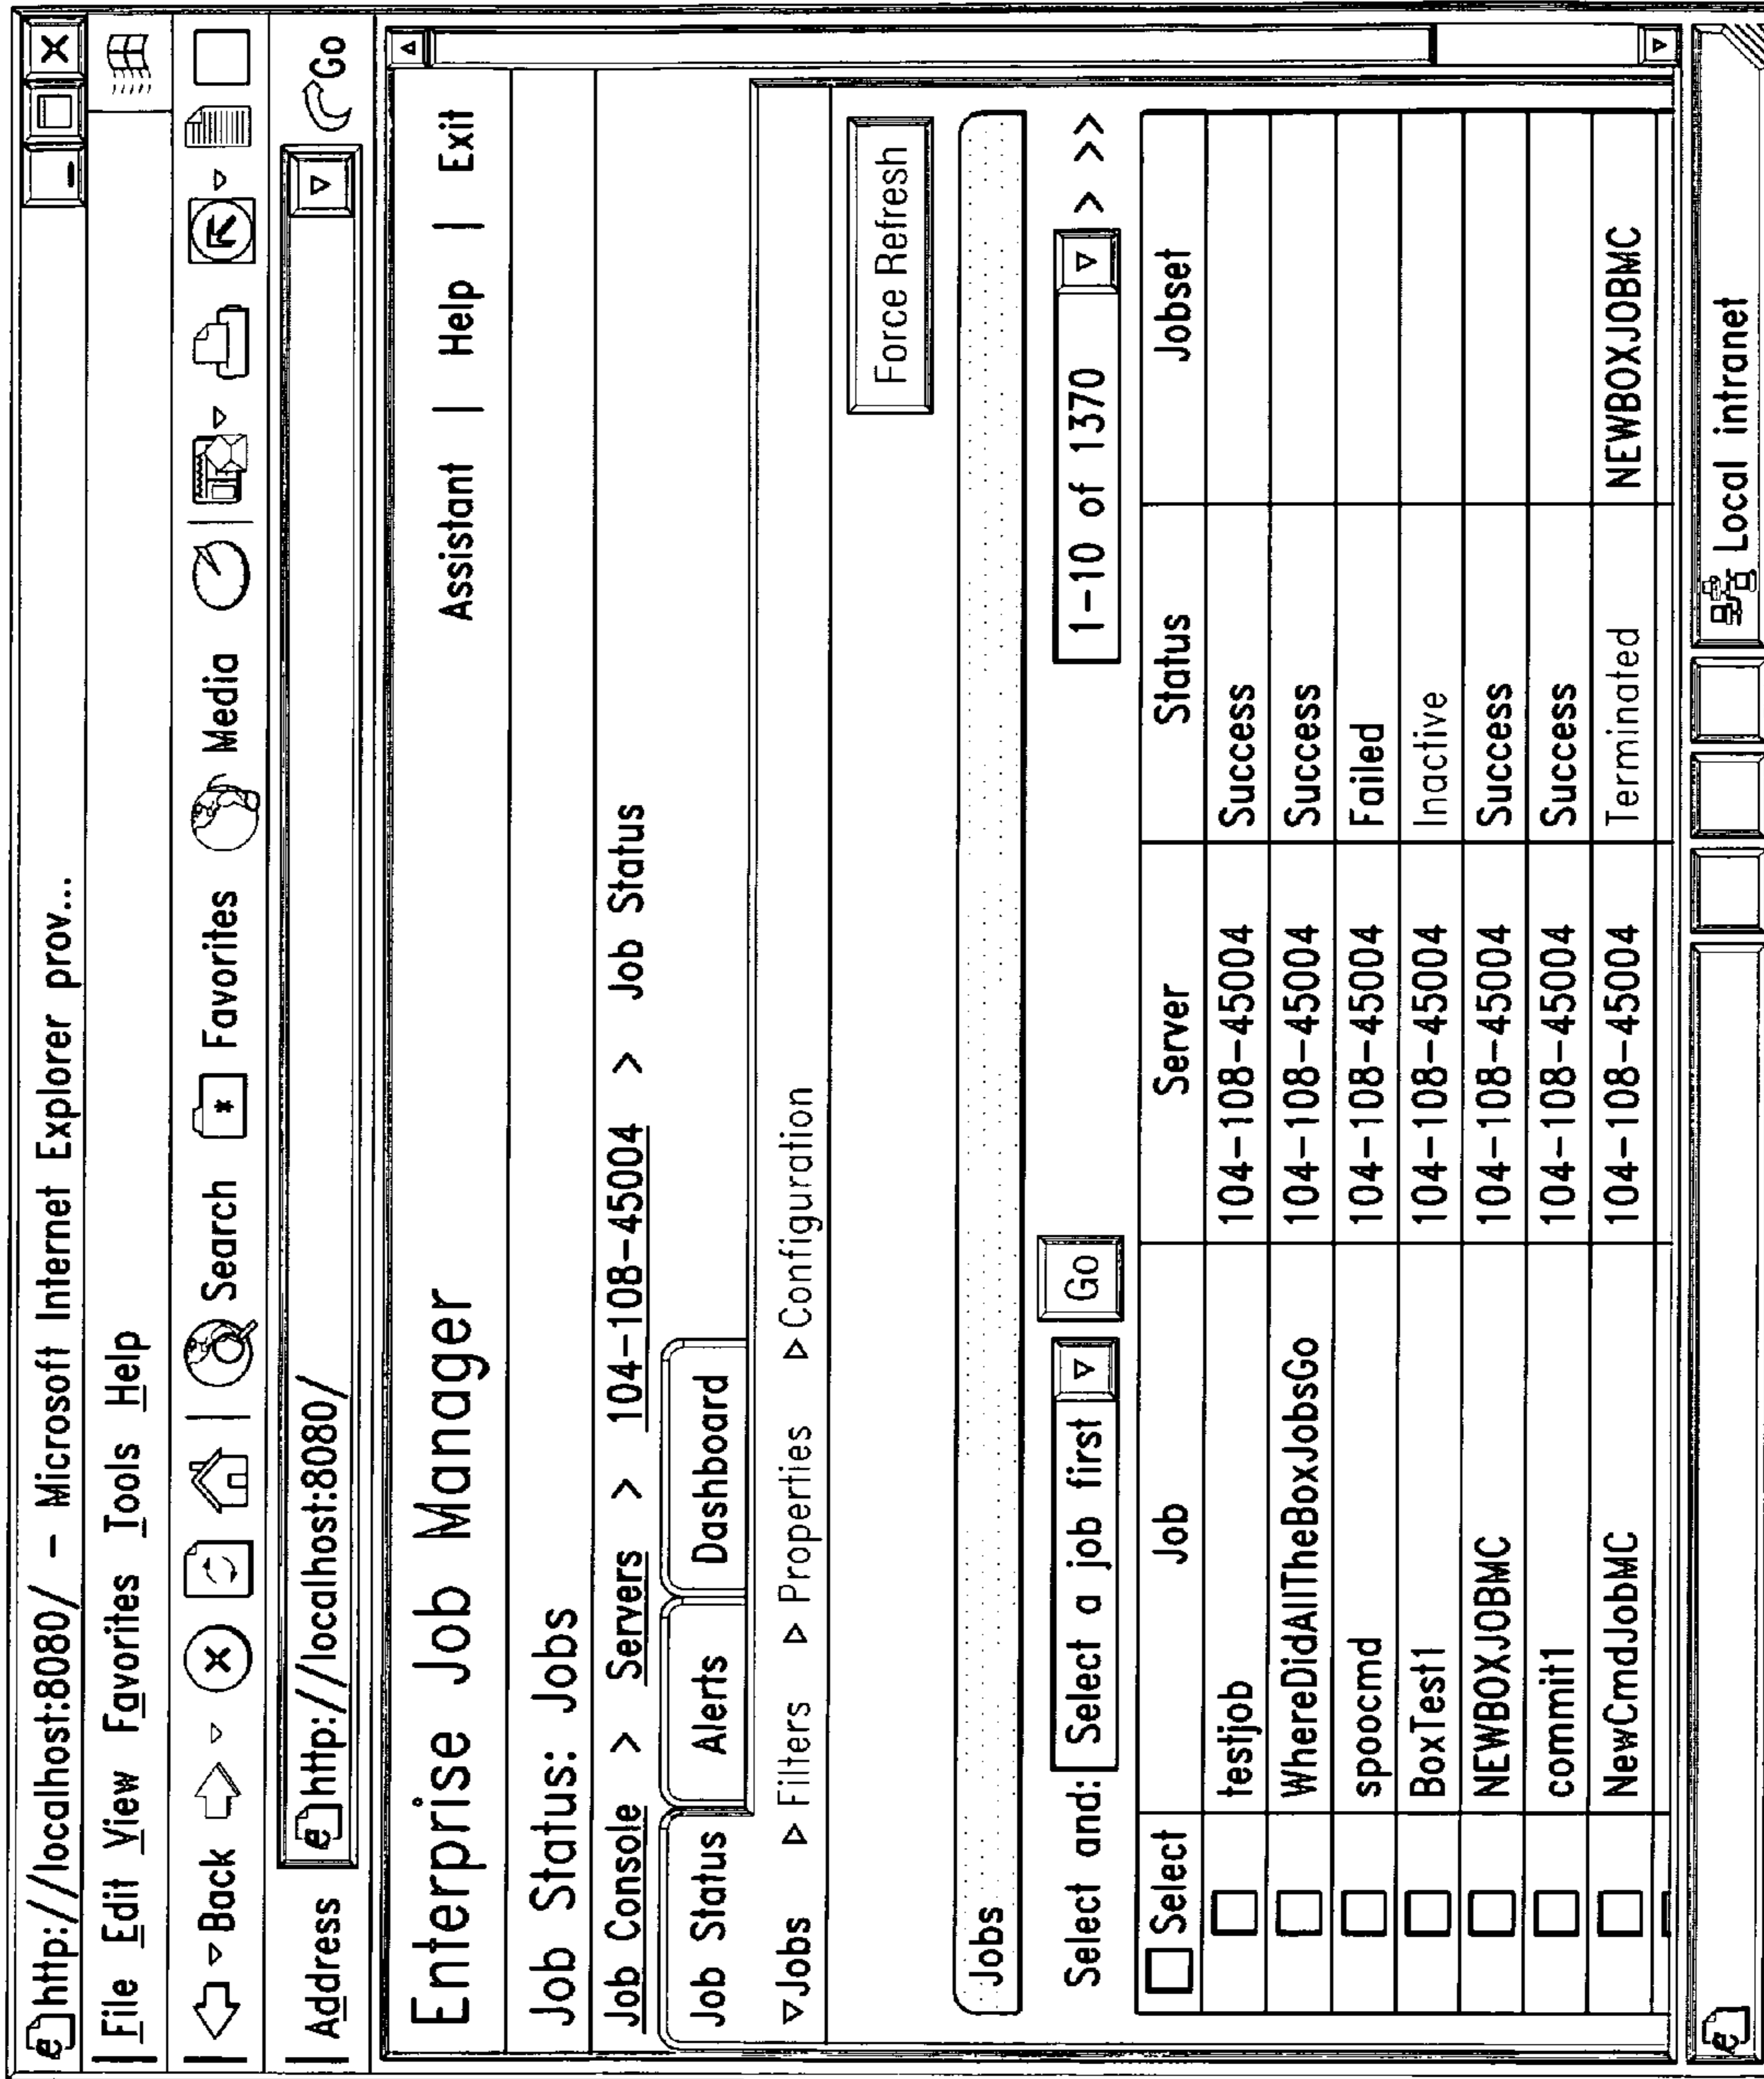 http://localhost:8080/ - Microsoft Internet Explorer prov...
File Edit View Favorites Tools Help
Back Search Favorites Media
Address http://localhost:8080/ Go
Enterprise Job Manager Assistant | Help | Exit
Job Status: Jobs
Job Console > Servers > 104-108-45004 > Job Status
Job Status Alerts Dashboard
Jobs Filters Properties Configuration
Force Refresh
Jobs
Select and: Select a job first Go 1-10 of 1370 > >>
Select Job Server Status Jobset
testjob 104-108-45004 Success
WhereDidAllTheBoxJobsGo 104-108-45004 Success
spoocmd 104-108-45004 Failed
BoxTest1 104-108-45004 Inactive
NEWBOXJOBMC 104-108-45004 Success
commit1 104-108-45004 Success
NewCmdJobMC 104-108-45004 Terminated NEWBOXJOBMC
Local intranet